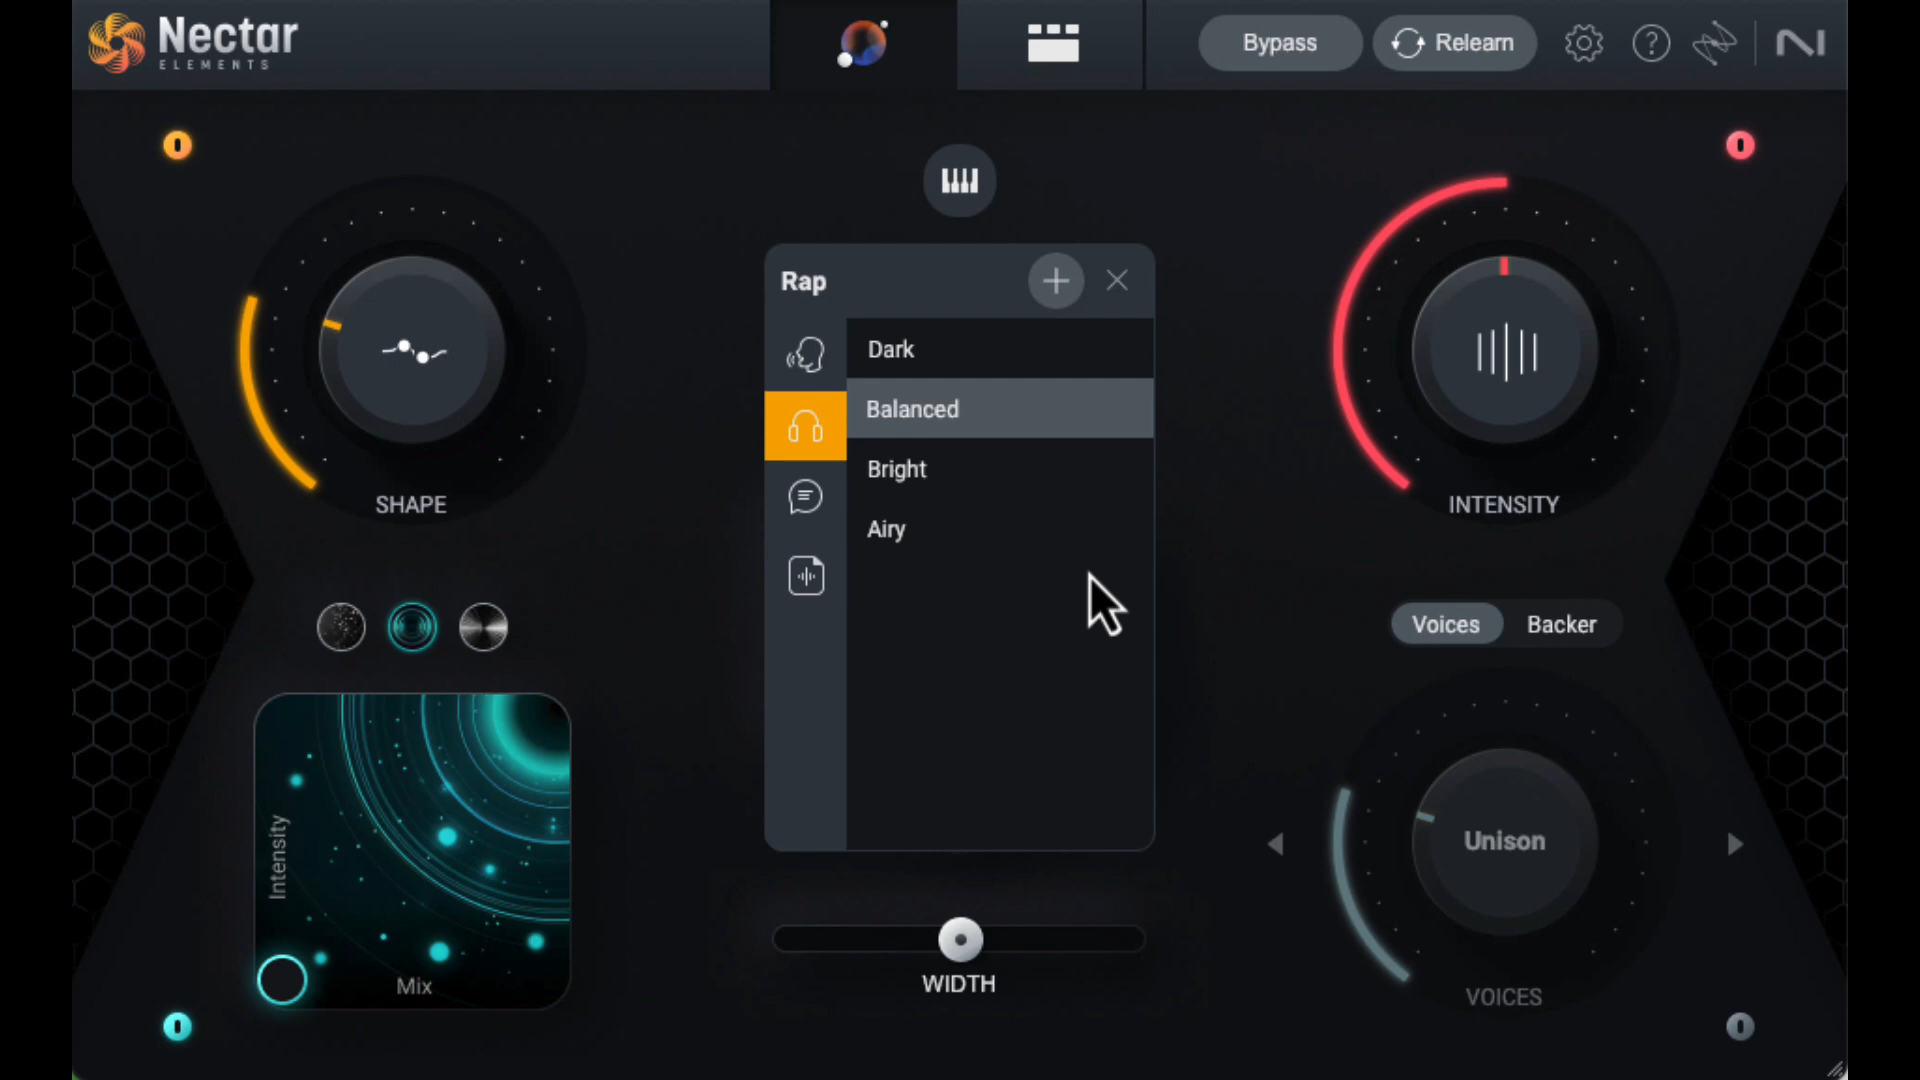 Nectar
ELEMENTS
Bypass
Relearn
?
Rap
Dark
Balanced
Bright
Airy
SHAPE
INTENSITY
Voices
Backer
Intensity
Mix
WIDTH
Unison
VOICES